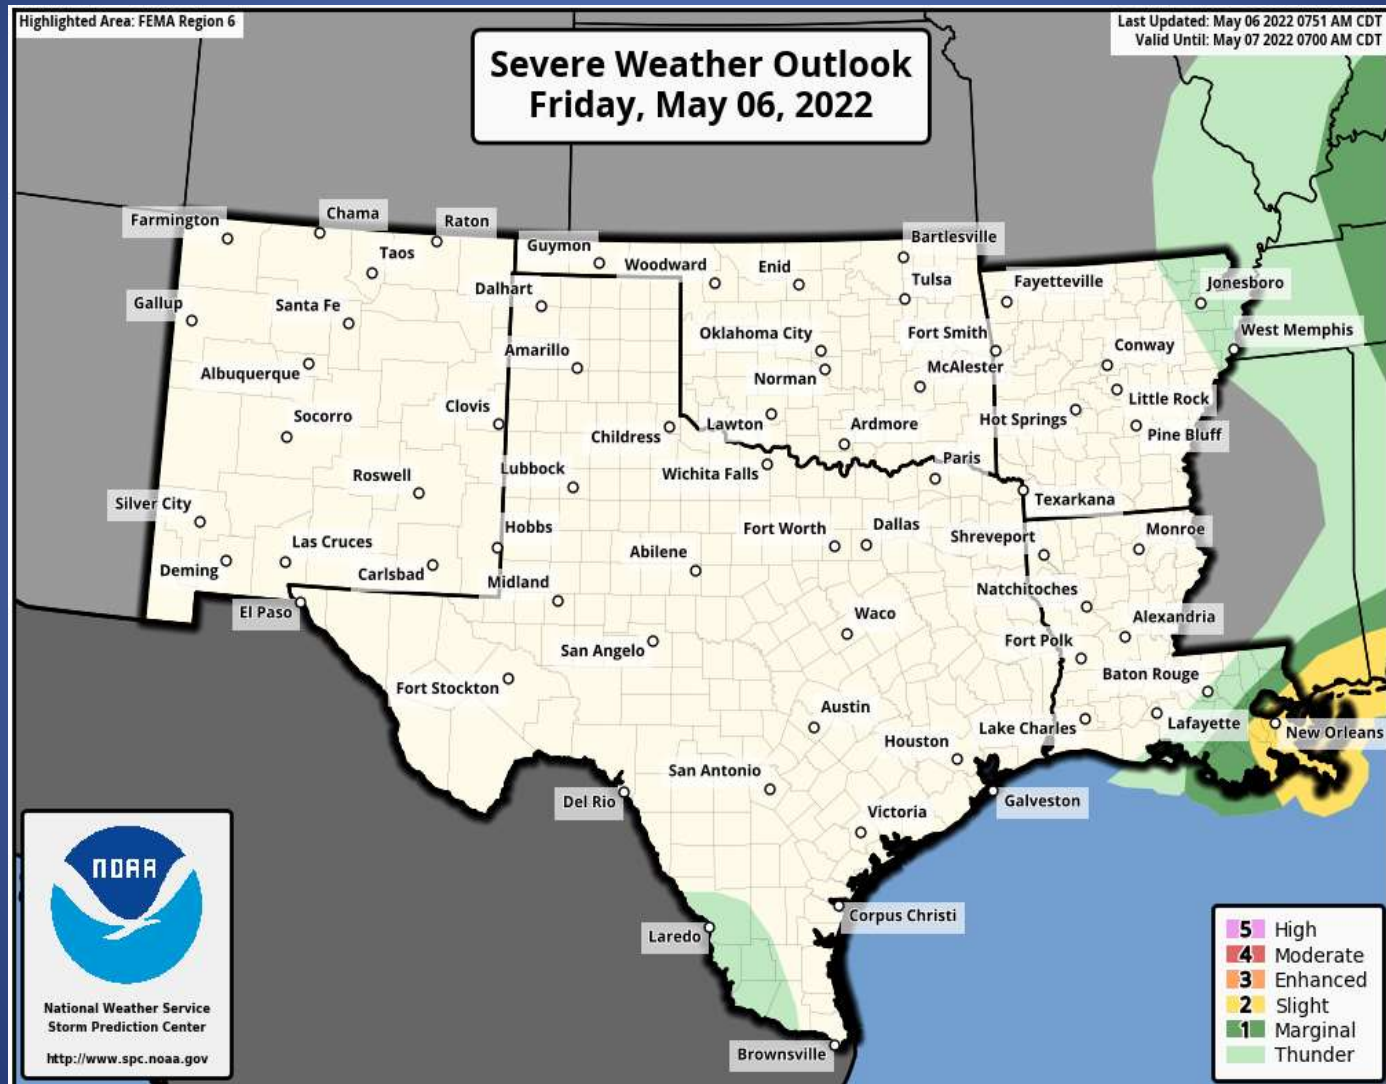 Highlighted Area: FEMA Region 6
Last Updated: May 06 2022 0751 AM CDT
Valid Until: May 07 2022 0700 AM CDT
Severe Weather Outlook
Friday, May 06, 2022
Farmington
Chama
Raton
Taos
Guymon
Woodward
Enid
Bartlesville
Tulsa
Fayetteville
Jonesboro
Gallup
Santa Fe
Dalhart
Oklahoma City
Fort Smith
West Memphis
Albuquerque
Amarillo
Norman
McAlester
Conway
Little Rock
Socorro
Clovis
Childress
Lawton
Ardmore
Hot Springs
Pine Bluff
Roswell
Lubbock
Wichita Falls
Paris
Texarkana
Silver City
Las Cruces
Hobbs
Fort Worth
Dallas
Shreveport
Monroe
Deming
Carlsbad
Midland
Abilene
Natchitoches
El Paso
San Angelo
Waco
Fort Polk
Alexandria
Fort Stockton
Baton Rouge
Austin
Lake Charles
Lafayette
New Orleans
Houston
San Antonio
Del Rio
Galveston
Victoria
Laredo
Corpus Christi
Brownsville
NOAA
National Weather Service
Storm Prediction Center
http://www.spc.noaa.gov
5 High
4 Moderate
3 Enhanced
2 Slight
1 Marginal
Thunder